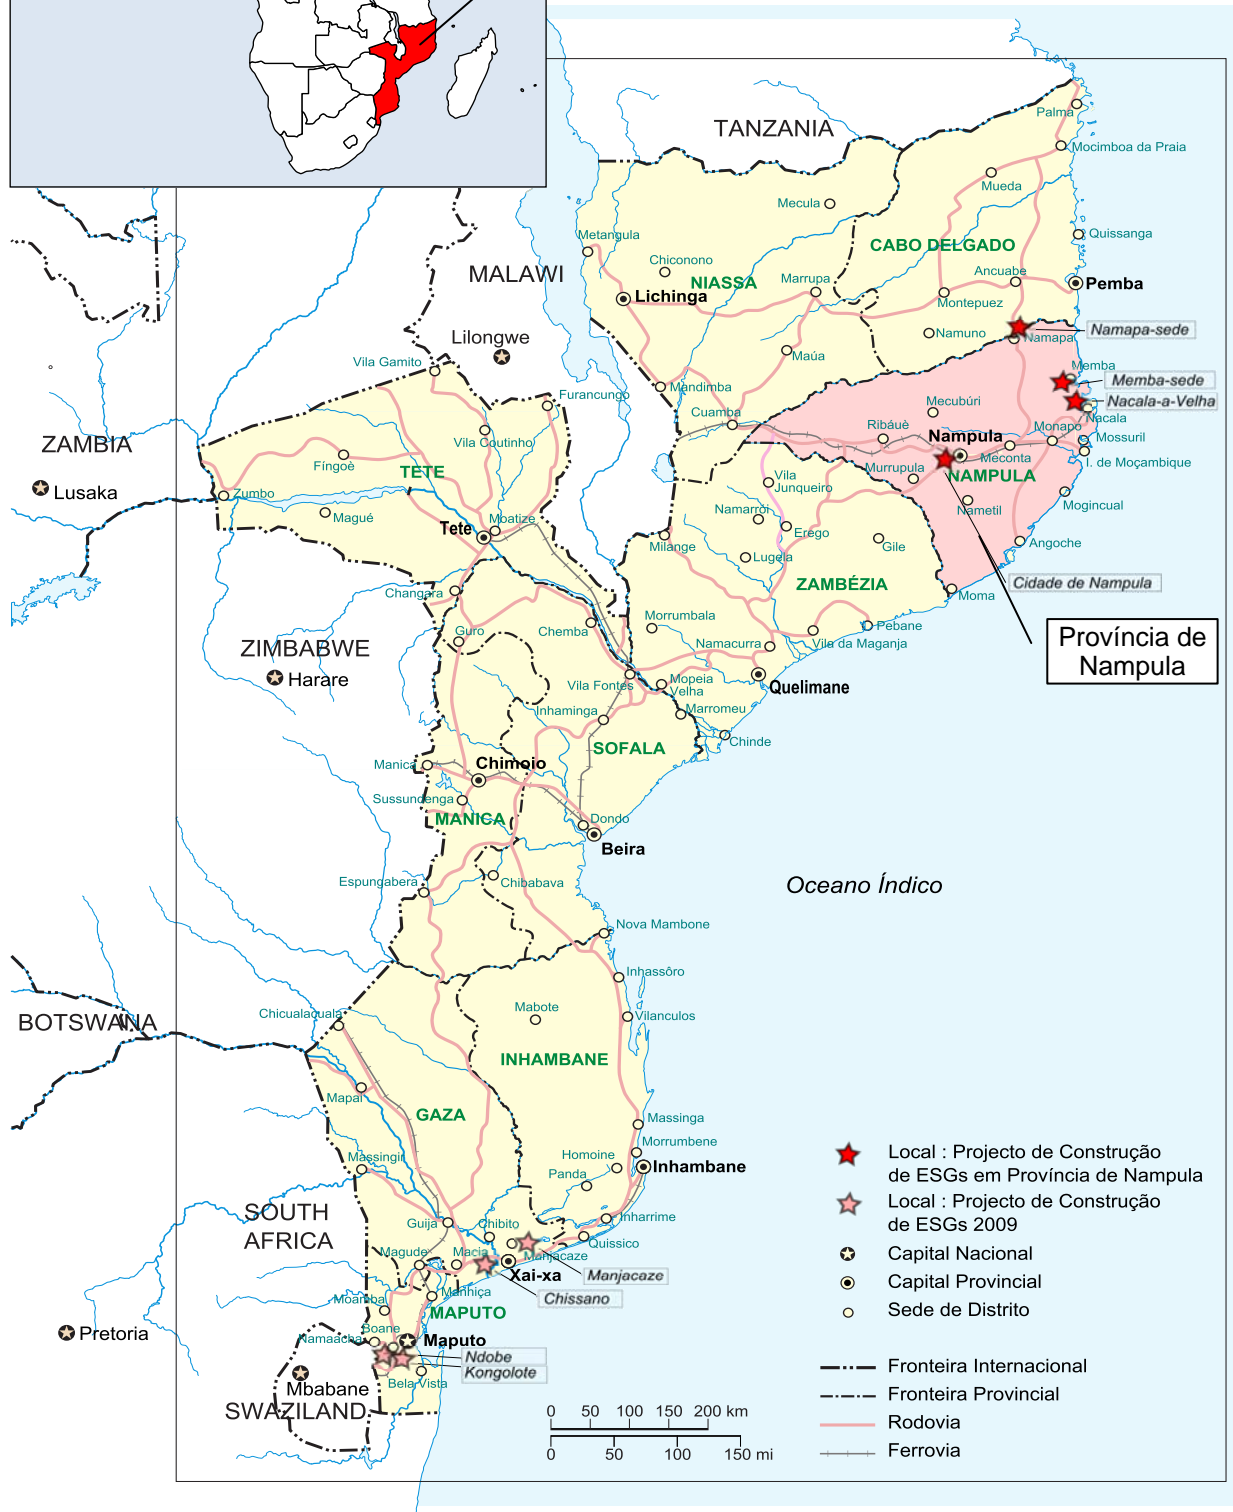 TANZANIA
Palma
Mocimboa da Praia
Mueda
Mecula
Quissanga
Metangula
CABO DELGADO
Chiconono
MALAWI
NIASSA
Marrupa
Ancuabe
Pemba
Lichinga
Montepuez
Namapa-sede
Namuno
Namapa
Lilongwe
Maúa
Vila Gamito
Memba
Memba-sede
Mandimba
Furancungo
Nacala-a-Velha
Mecubúri
Cuamba
Nacala
Ribáuè
Monapo
Nampula
Mossuril
ZAMBIA
Vila Coutinho
Meconta
I. de Moçambique
Fíngoè
TETE
Murrupula
NAMPULA
Vila
Junqueiro
Lusaka
Zumbo
Mogincual
Namarrói
Nametil
Magué
Moatize
Tete
Erego
Milange
Gile
Angoche
Lugela
Cidade de Nampula
ZAMBÉZIA
Changara
Moma
Morrumbala
Pebane
Guro
Chemba
Província de
Nampula
Namacurra
Vila da Maganja
ZIMBABWE
Harare
Vila Fontes
Mopeia
Velha
Quelimane
Inhaminga
Marromeu
Chinde
SOFALA
Manica
Chimoio
Sussundenga
MANICA
Dondo
Beira
Espungabera
Chibabava
Oceano Índico
Nova Mambone
Inhassôro
Mabote
Chicualacuala
Vilanculos
BOTSWANA
INHAMBANE
Mapai
GAZA
Massinga
Morrumbene
Massingir
Homoine
Inhambane
Panda
SOUTH
AFRICA
Guija
Chibito
Inharrime
Quissico
Magude
Macia
Manjacaze
Xai-xa
Manjacaze
Manhiça
Chissano
Moamba
MAPUTO
Boane
Pretoria
Namaacha
Maputo
Ndobe
Kongolote
Mbabane
Bela Vista
SWAZILAND
Local : Projecto de Construção
de ESGs em Província de Nampula
Local : Projecto de Construção
de ESGs 2009
Capital Nacional
Capital Provincial
Sede de Distrito
Fronteira Internacional
Fronteira Provincial
Rodovia
Ferrovia
0 50 100 150 200 km
0 50 100 150 mi